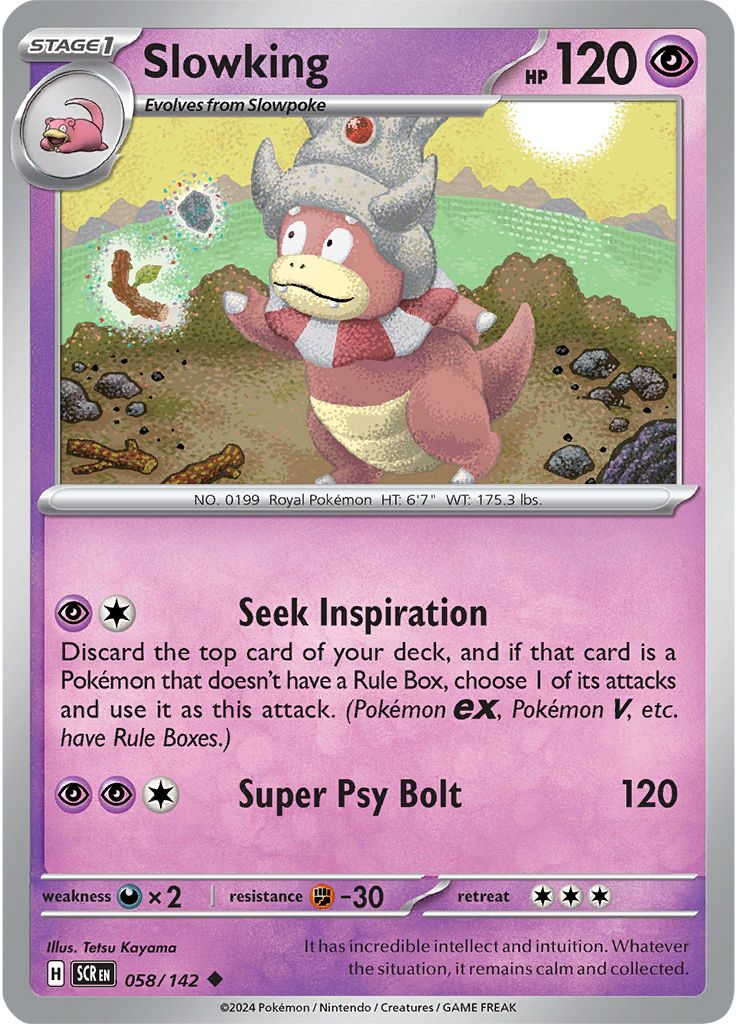 STAGE1
Slowking
HP 120
Evolves from Slowpoke
NO. 0199 Royal Pokémon HT: 6'7" WT: 175.3 lbs.
Seek Inspiration
Discard the top card of your deck, and if that card is a
Pokémon that doesn't have a Rule Box, choose 1 of its attacks
and use it as this attack. (Pokémon ex, Pokémon V, etc.
have Rule Boxes.)
Super Psy Bolt 120
weakness ×2 resistance -30 retreat
Illus. Tetsu Kayama
H SCR EN 058/142
It has incredible intellect and intuition. Whatever
the situation, it remains calm and collected.
©2024 Pokémon / Nintendo / Creatures / GAME FREAK